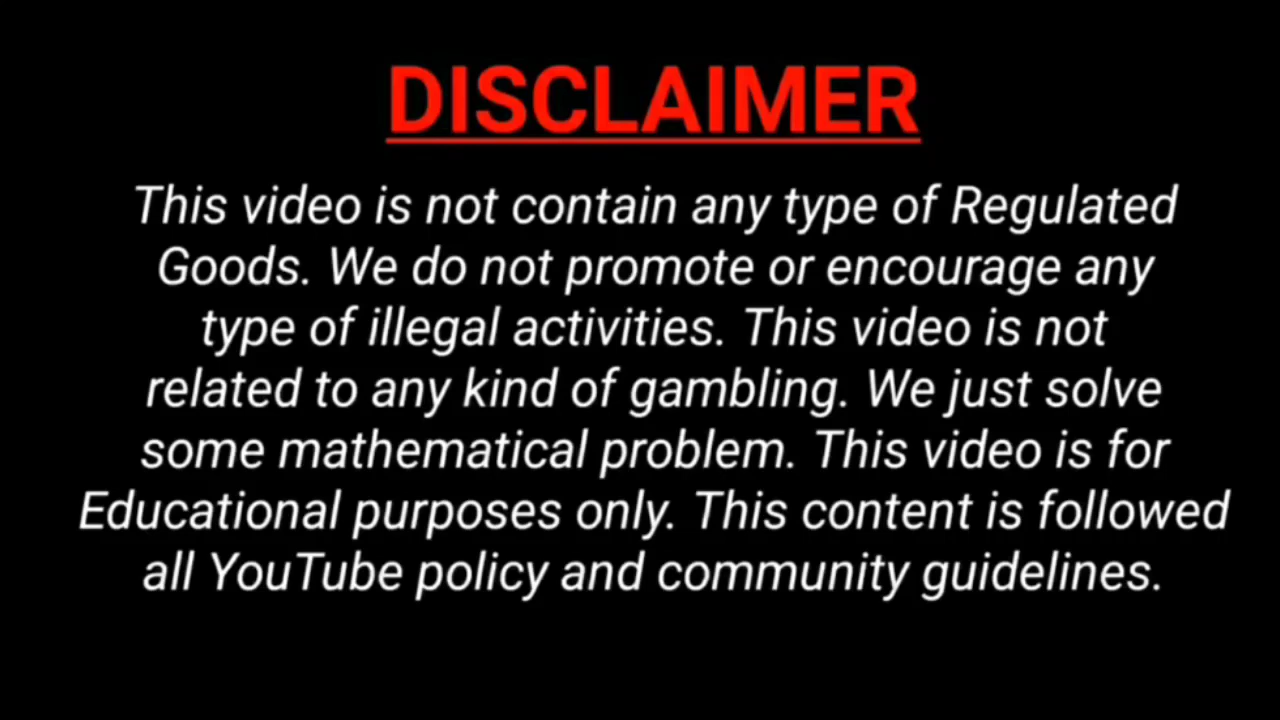 DISCLAIMER
This video is not contain any type of Regulated
Goods. We do not promote or encourage any
type of illegal activities. This video is not
related to any kind of gambling. We just solve
some mathematical problem. This video is for
Educational purposes only. This content is followed
all YouTube policy and community guidelines.